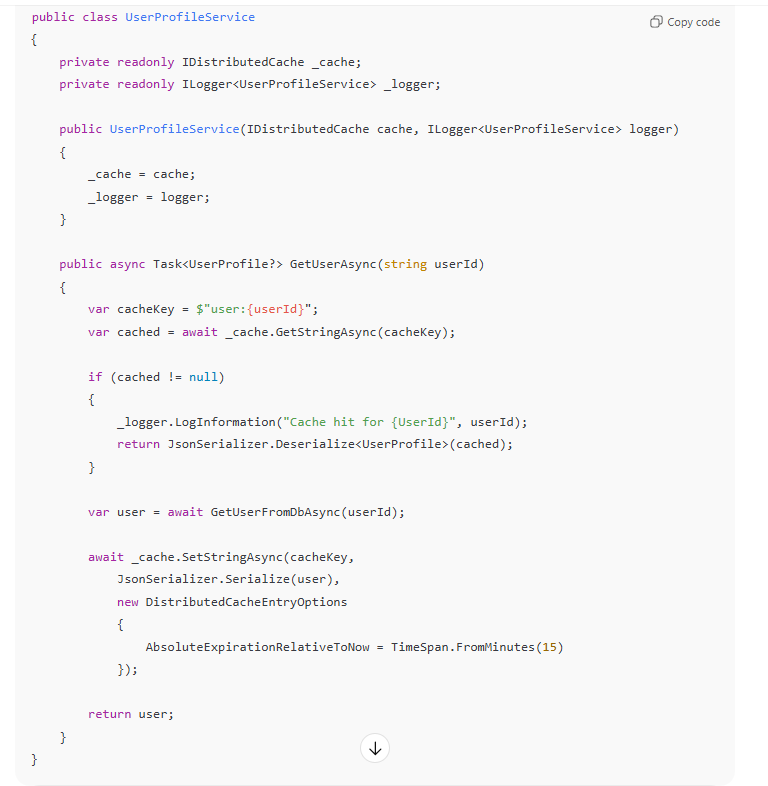 public class UserProfileService
Copy code
{
    private readonly IDistributedCache _cache;
    private readonly ILogger<UserProfileService> _logger;

    public UserProfileService(IDistributedCache cache, ILogger<UserProfileService> logger)
    {
        _cache = cache;
        _logger = logger;
    }

    public async Task<UserProfile?> GetUserAsync(string userId)
    {
        var cacheKey = $"user:{userId}";
        var cached = await _cache.GetStringAsync(cacheKey);

        if (cached != null)
        {
            _logger.LogInformation("Cache hit for {UserId}", userId);
            return JsonSerializer.Deserialize<UserProfile>(cached);
        }

        var user = await GetUserFromDbAsync(userId);

        await _cache.SetStringAsync(cacheKey,
            JsonSerializer.Serialize(user),
            new DistributedCacheEntryOptions
            {
                AbsoluteExpirationRelativeToNow = TimeSpan.FromMinutes(15)
            });

        return user;
    }
}